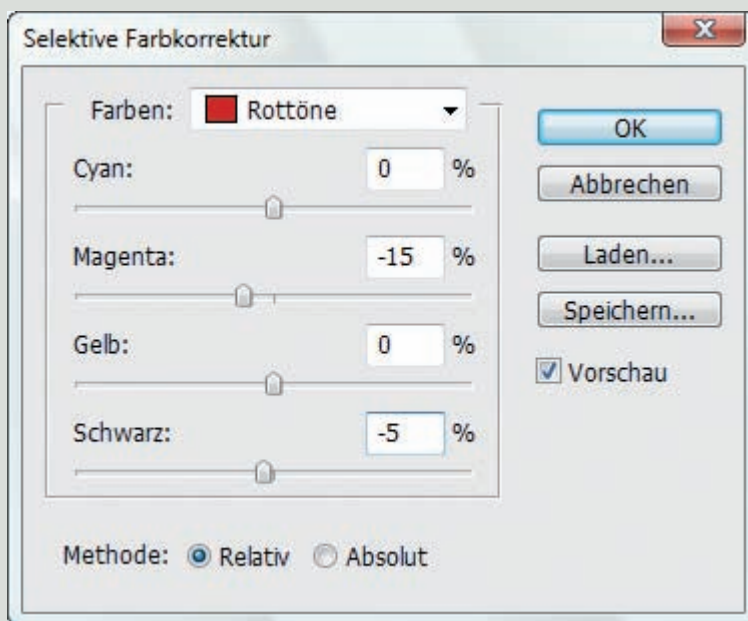 Selektive Farbkorrektur
Farben: Rottöne
Cyan: 0 %
Magenta: -15 %
Gelb: 0 %
Schwarz: -5 %
Methode: Relativ Absolut
OK
Abbrechen
Laden...
Speichern...
Vorschau